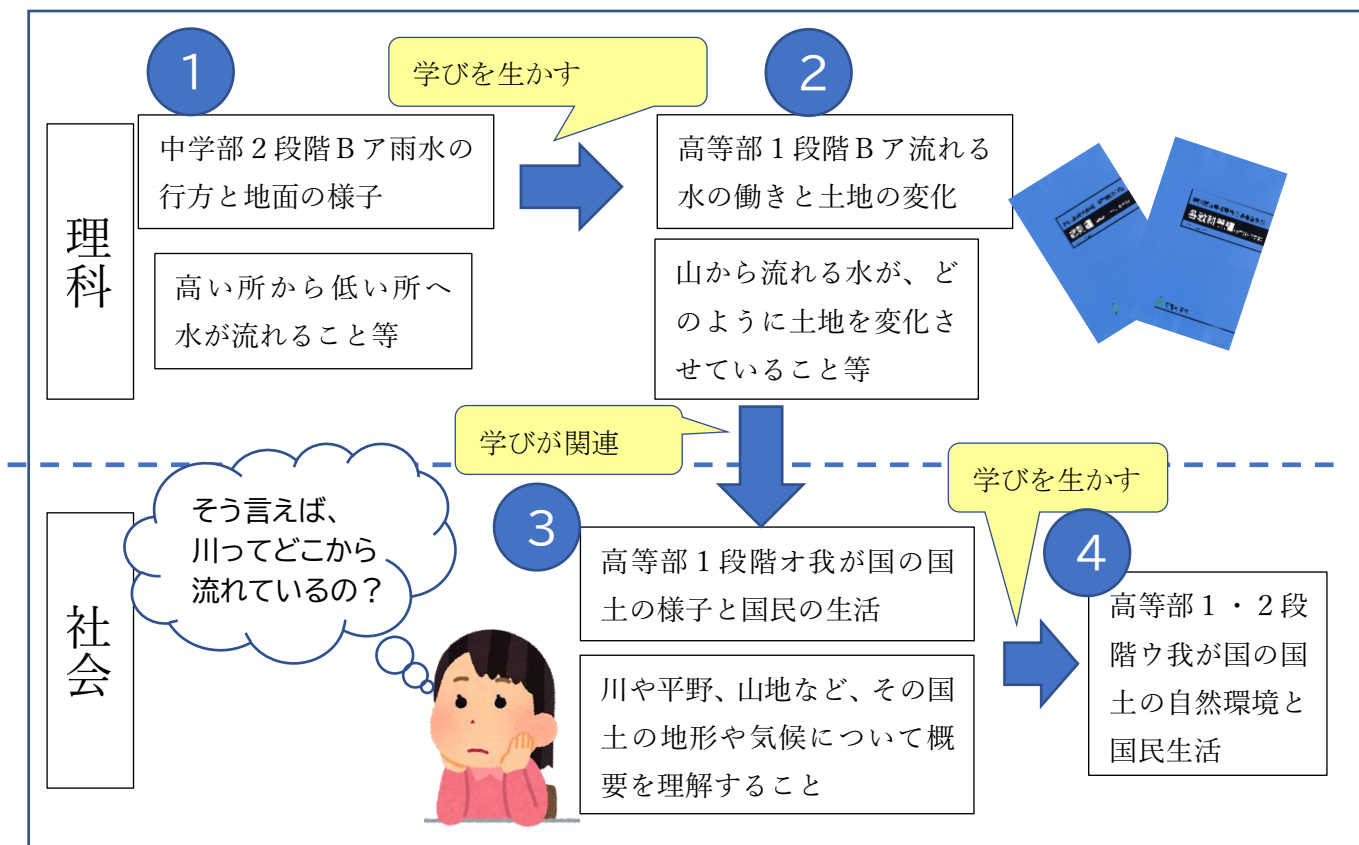 1
学びを生かす
2
理科
中学部２段階Ｂア雨水の
行方と地面の様子
高等部１段階Ｂア流れる
水の働きと土地の変化
高い所から低い所へ
水が流れること等
山から流れる水が、ど
のように土地を変化さ
せていること等
学びが関連
学びを生かす
そう言えば、
川ってどこから
流れているの？
3
4
社会
高等部１段階オ我が国の国
土の様子と国民の生活
高等部１・２段
階ウ我が国の国
土の自然環境と
国民生活
川や平野、山地など、その国
土の地形や気候について概
要を理解すること